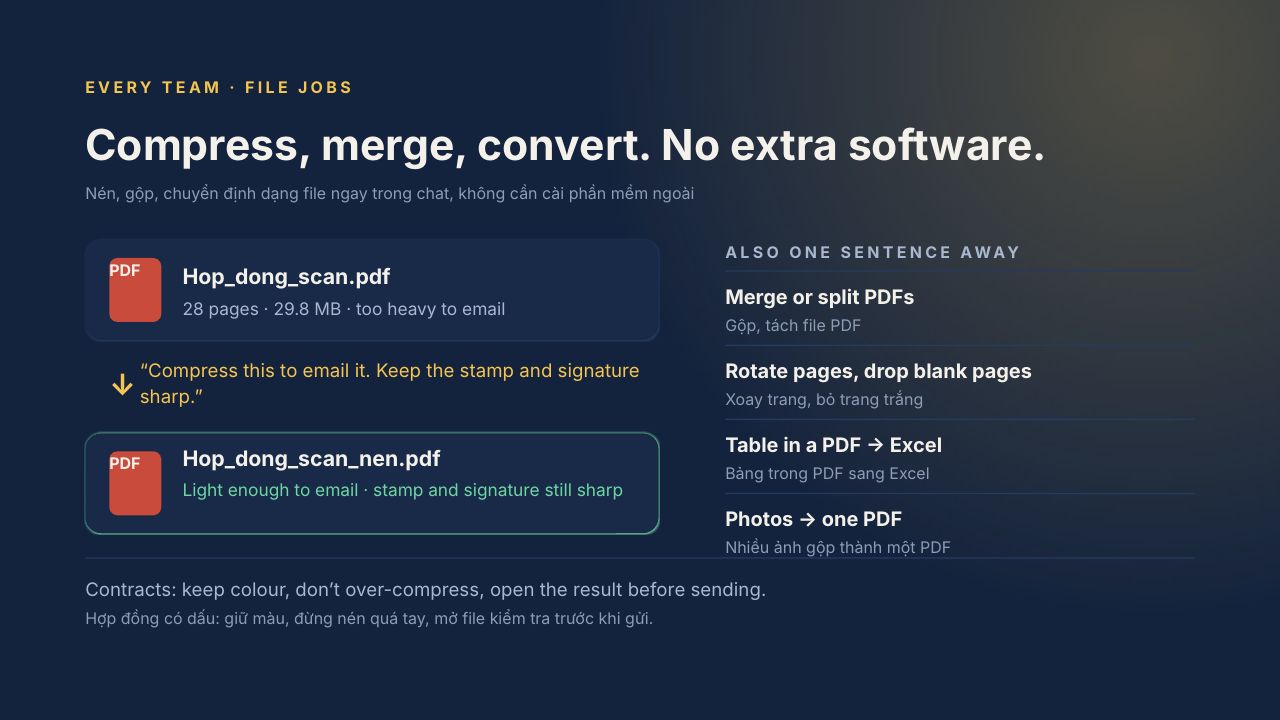 EVERY TEAM · FILE JOBS
Compress, merge, convert. No extra software.
Nén, gộp, chuyển định dạng file ngay trong chat, không cần cài phần mềm ngoài
PDF
Hop_dong_scan.pdf
28 pages · 29.8 MB · too heavy to email
↓ “Compress this to email it. Keep the stamp and signature
sharp.”
PDF
Hop_dong_scan_nen.pdf
Light enough to email · stamp and signature still sharp
ALSO ONE SENTENCE AWAY
Merge or split PDFs
Gộp, tách file PDF
Rotate pages, drop blank pages
Xoay trang, bỏ trang trắng
Table in a PDF → Excel
Bảng trong PDF sang Excel
Photos → one PDF
Nhiều ảnh gộp thành một PDF
Contracts: keep colour, don’t over-compress, open the result before sending.
Hợp đồng có dấu: giữ màu, đừng nén quá tay, mở file kiểm tra trước khi gửi.